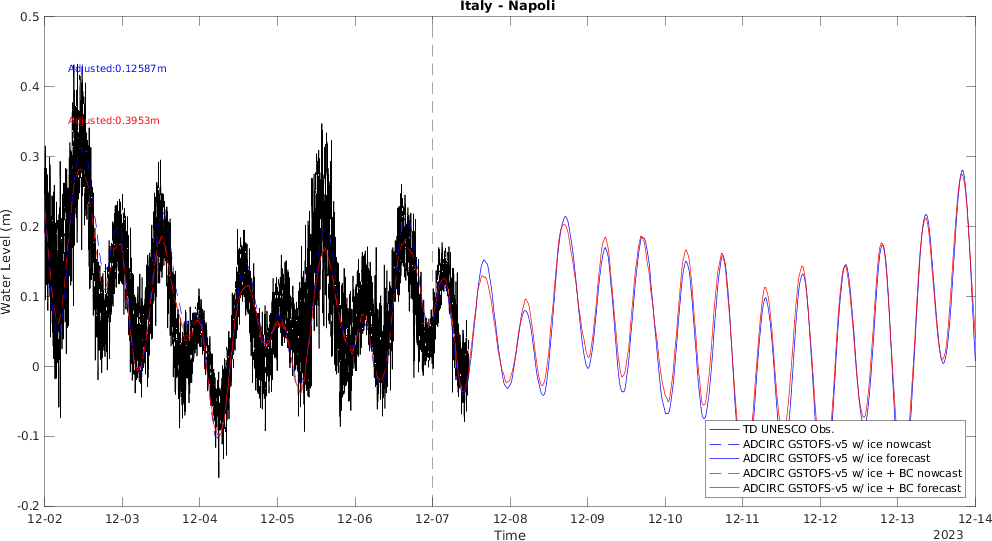 Italy - Napoli
0.5
0.4
0.3
0.2
0.1
0
-0.1
-0.2
Water Level (m)
Adjusted:0.12587m
Adjusted:0.3953m
TD UNESCO Obs.
ADCIRC GSTOFS-v5 w/ ice nowcast
ADCIRC GSTOFS-v5 w/ ice forecast
ADCIRC GSTOFS-v5 w/ ice + BC nowcast
ADCIRC GSTOFS-v5 w/ ice + BC forecast
12-02 12-03 12-04 12-05 12-06 12-07 12-08 12-09 12-10 12-11 12-12 12-13 12-14
Time
2023